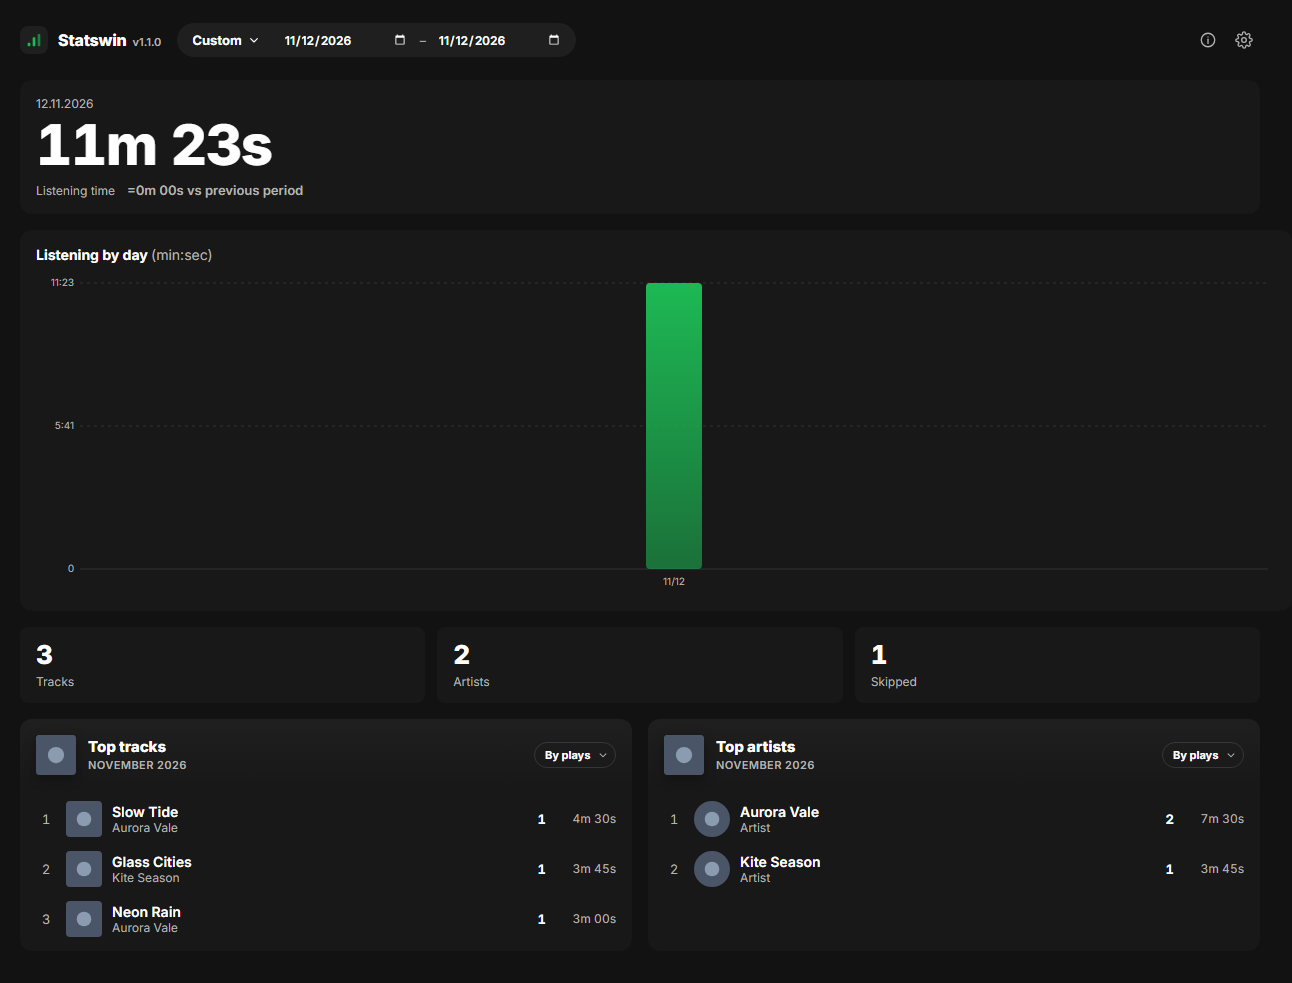 Statswin v1.1.0 Custom 11/12/2026 – 11/12/2026
12.11.2026
11m 23s
Listening time =0m 00s vs previous period
Listening by day (min:sec)
11:23
5:41
0
11/12
3
Tracks
2
Artists
1
Skipped
Top tracks
NOVEMBER 2026
By plays
1 Slow Tide 1 4m 30s
Aurora Vale
2 Glass Cities 1 3m 45s
Kite Season
3 Neon Rain 1 3m 00s
Aurora Vale
Top artists
NOVEMBER 2026
By plays
1 Aurora Vale 2 7m 30s
Artist
2 Kite Season 1 3m 45s
Artist